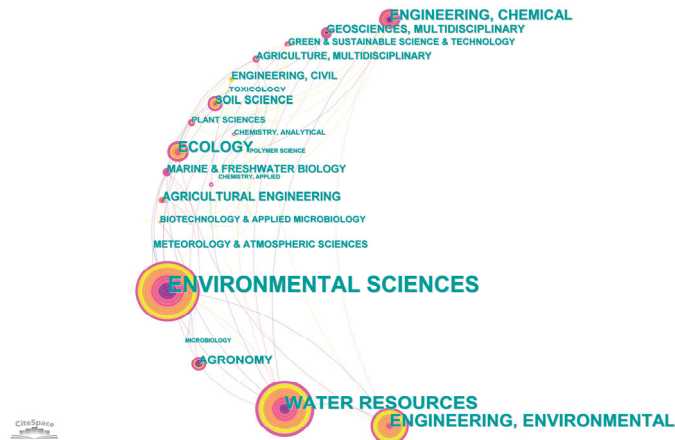 ENGINEERING, CHEMICAL
GEOSCIENCES, MULTIDISCIPLINARY
GREEN & SUSTAINABLE SCIENCE & TECHNOLOGY
AGRICULTURE, MULTIDISCIPLINARY
ENGINEERING, CIVIL
TOXICOLOGY
SOIL SCIENCE
PLANT SCIENCES
CHEMISTRY, ANALYTICAL
ECOLOGY
POLYMER SCIENCE
MARINE & FRESHWATER BIOLOGY
CHEMISTRY, APPLIED
AGRICULTURAL ENGINEERING
BIOTECHNOLOGY & APPLIED MICROBIOLOGY
METEOROLOGY & ATMOSPHERIC SCIENCES
ENVIRONMENTAL SCIENCES
MICROBIOLOGY
AGRONOMY
WATER RESOURCES
ENGINEERING, ENVIRONMENTAL
CiteSpace